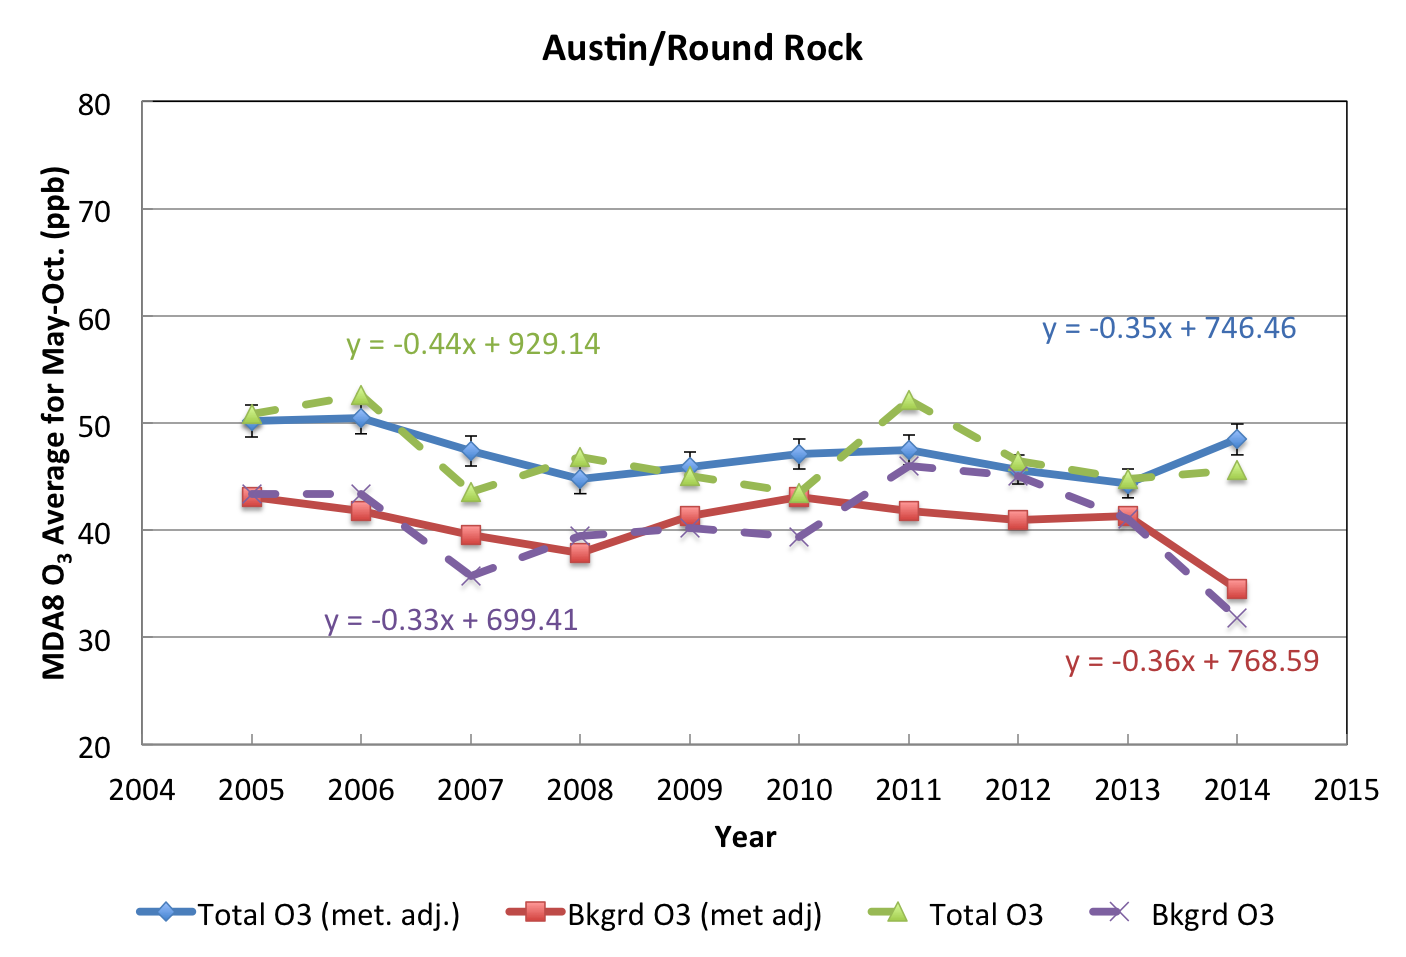 Austin/Round Rock
MDA8 O3 Average for May-Oct. (ppb)
80
70
60
50
40
30
20
y = -0.35x + 746.46
y = -0.44x + 929.14
y = -0.33x + 699.41
y = -0.36x + 768.59
2004 2005 2006 2007 2008 2009 2010 2011 2012 2013 2014 2015
Year
Total O3 (met. adj.) Bkgrd O3 (met adj) Total O3 Bkgrd O3